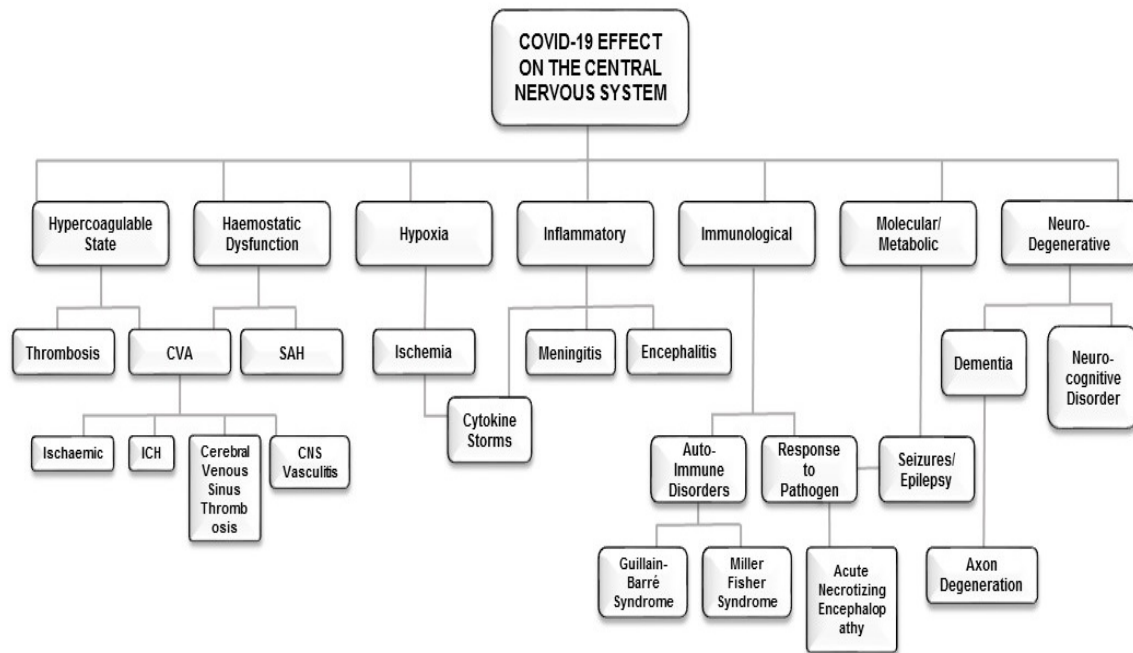 COVID-19 EFFECT
ON THE CENTRAL
NERVOUS SYSTEM
Hypercoagulable
State
Haemostatic
Dysfunction
Hypoxia
Inflammatory
Immunological
Molecular/
Metabolic
Neuro-
Degenerative
Thrombosis
CVA
SAH
Ischemia
Meningitis
Encephalitis
Dementia
Neuro-
cognitive
Disorder
Cytokine
Storms
Ischaemic
ICH
Cerebral
Venous
Sinus
Thromb
osis
CNS
Vasculitis
Auto-
Immune
Disorders
Response
to
Pathogen
Seizures/
Epilepsy
Guillain-
Barré
Syndrome
Miller
Fisher
Syndrome
Acute
Necrotizing
Encephalop
athy
Axon
Degeneration